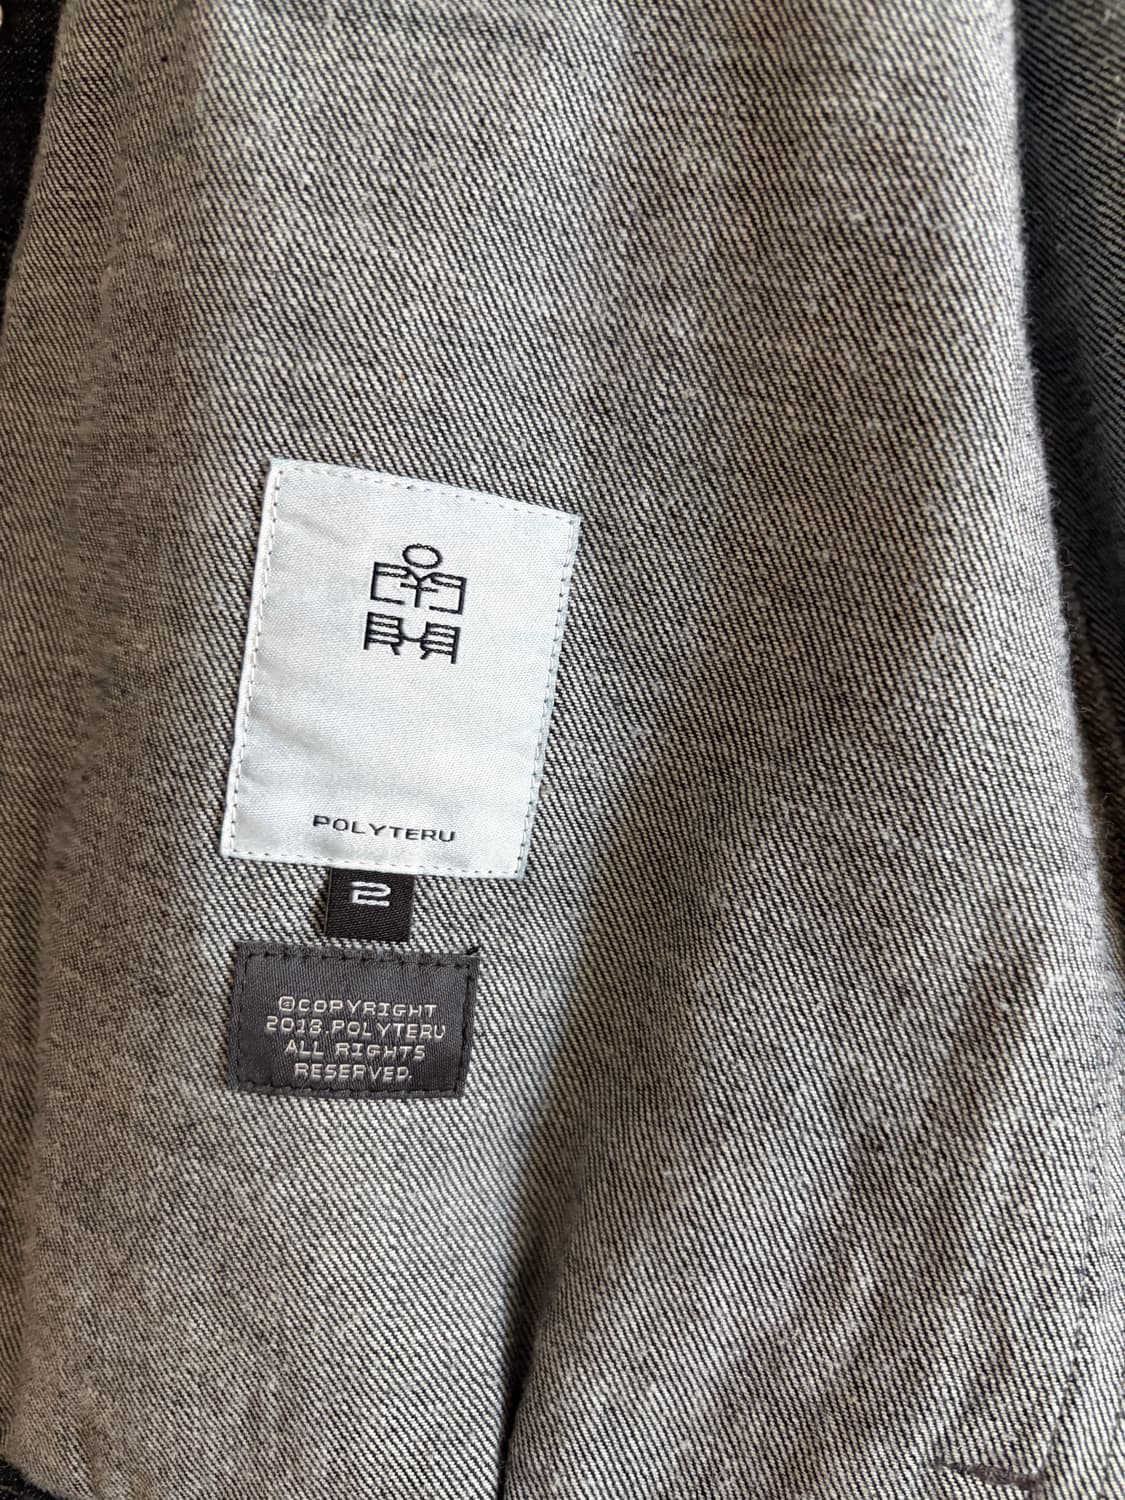 POLYTERU
2
©COPYRIGHT
2018.POLYTERU
ALL RIGHTS
RESERVED.